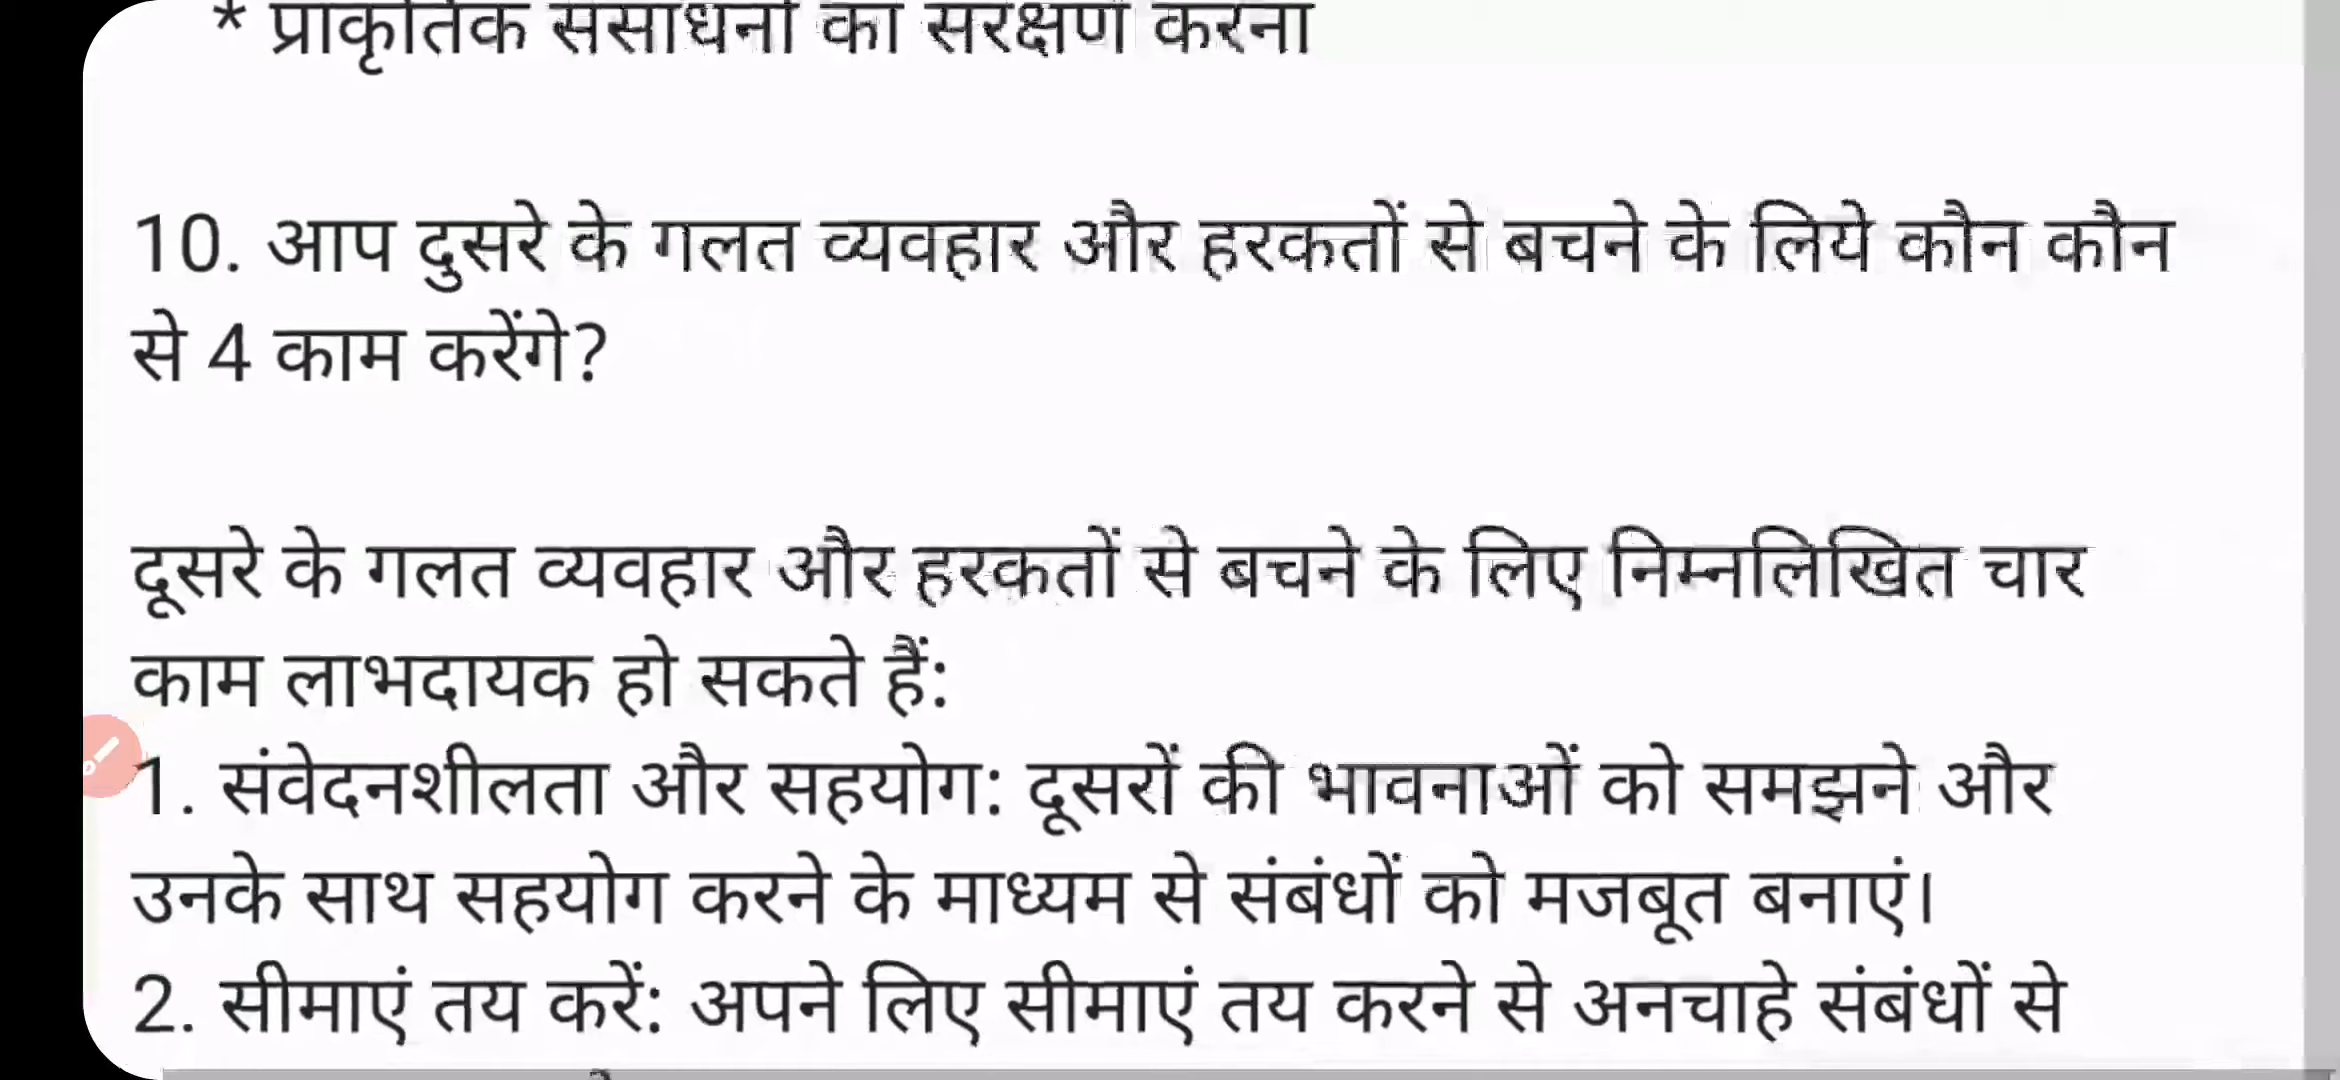 * प्राकृतिक संसाधनों का संरक्षण करना
10. आप दुसरे के गलत व्यवहार और हरकतों से बचने के लिये कौन कौन
से 4 काम करेंगे?
दूसरे के गलत व्यवहार और हरकतों से बचने के लिए निम्नलिखित चार
काम लाभदायक हो सकते हैं:
1. संवेदनशीलता और सहयोग: दूसरों की भावनाओं को समझने और
उनके साथ सहयोग करने के माध्यम से संबंधों को मजबूत बनाएं।
2. सीमाएं तय करें: अपने लिए सीमाएं तय करने से अनचाहे संबंधों से